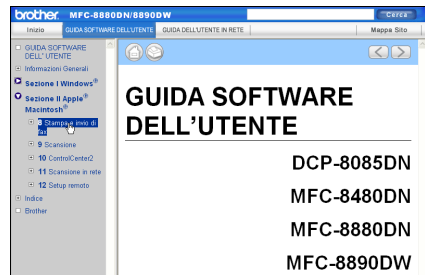 brother. MFC-8880DN/8890DW
Cerca
Inizio
GUIDA SOFTWARE DELL'UTENTE
GUIDA DELL'UTENTE IN RETE
Mappa Sito
GUIDA SOFTWARE
DELL' UTENTE
Informazioni Generali
Sezione I Windows®
Sezione II Apple®
Macintosh®
8 Stampa e invio di
fax
9 Scansione
10 ControlCenter2
11 Scansione in rete
12 Setup remoto
Indice
Brother
GUIDA SOFTWARE
DELL'UTENTE
DCP-8085DN
MFC-8480DN
MFC-8880DN
MFC-8890DW